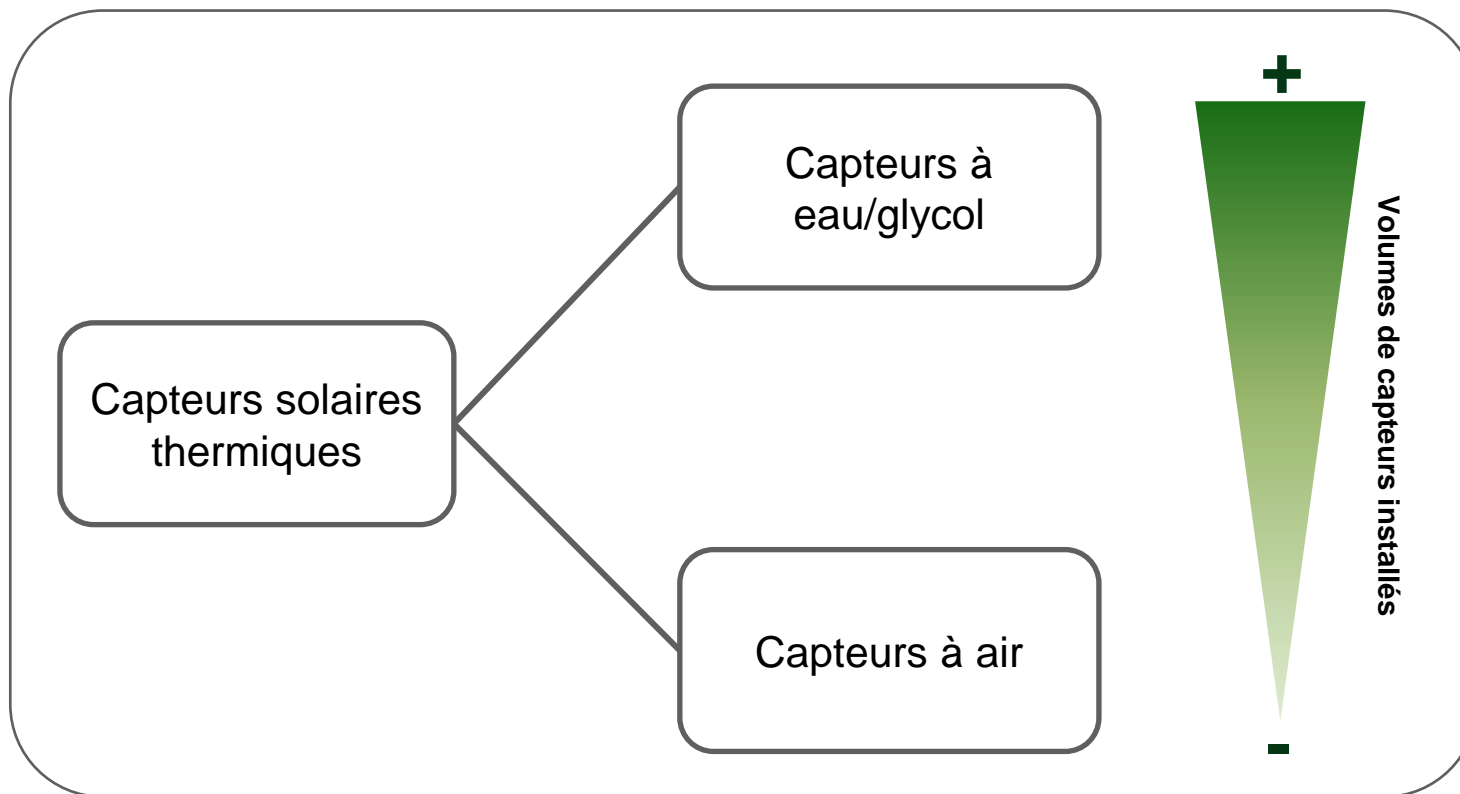 +
Capteurs à
eau/glycol
Capteurs solaires
thermiques
Capteurs à air
Volumes de capteurs installés
-